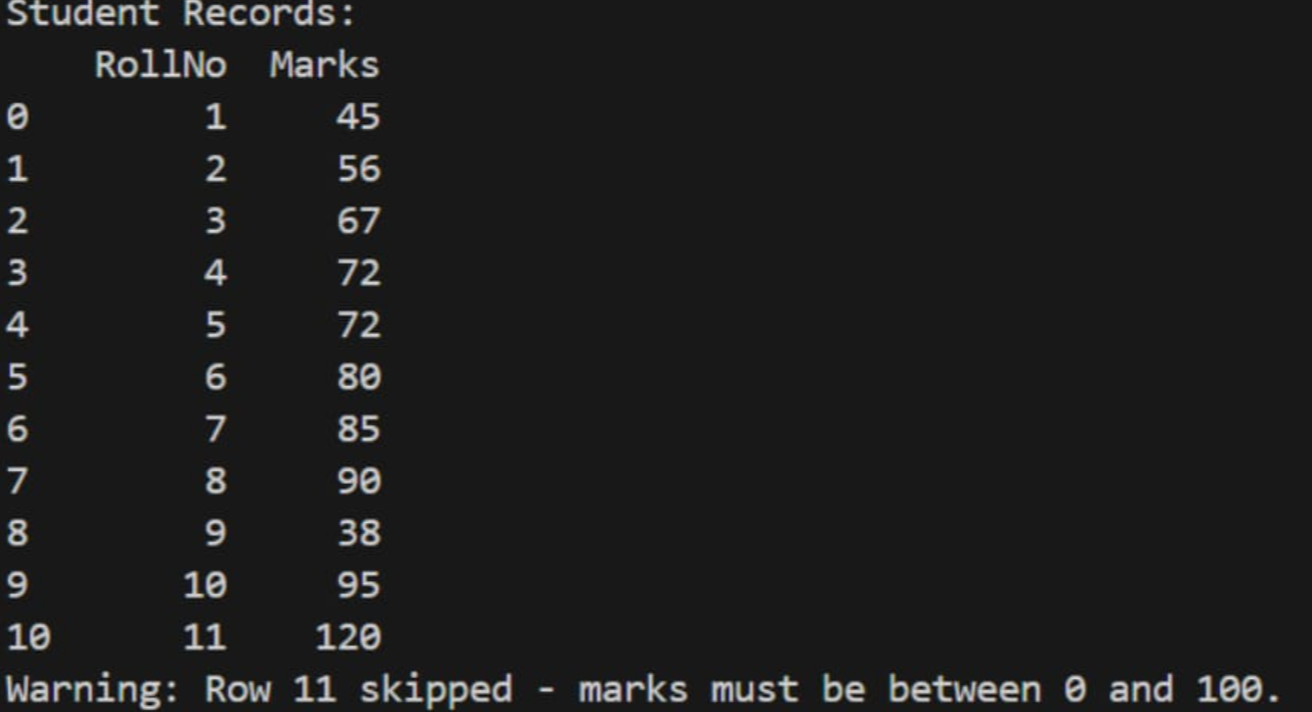 Student Records:
    RollNo  Marks
0        1     45
1        2     56
2        3     67
3        4     72
4        5     72
5        6     80
6        7     85
7        8     90
8        9     38
9       10     95
10      11    120
Warning: Row 11 skipped - marks must be between 0 and 100.